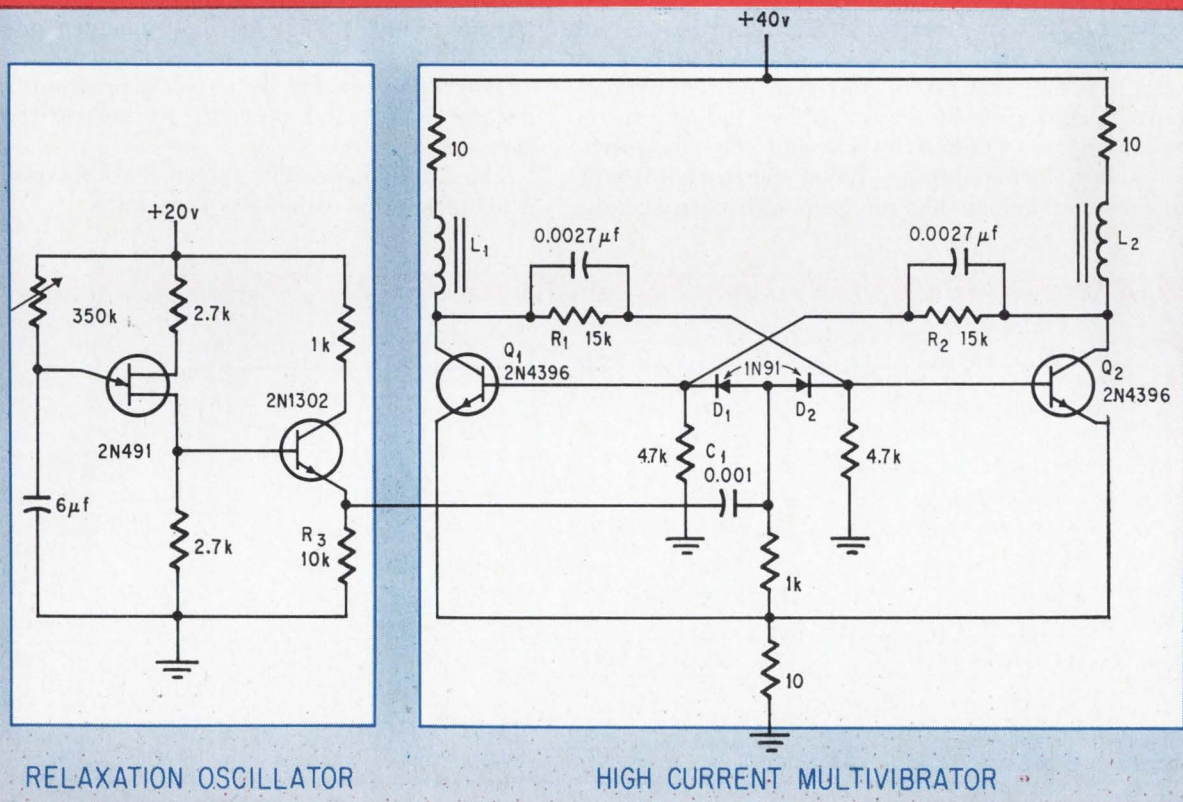 +40v
10
10
L₁
0.0027μf
0.0027μf
L₂
R₁ 15k
R₂ 15k
Q₁
2N4396
1N91
D₁
D₂
Q₂
2N4396
4.7k
C₁
0.001
4.7k
1k
10
+20v
350k
2.7k
1k
2N1302
2N491
6μf
2.7k
R₃
10k
RELAXATION OSCILLATOR
HIGH CURRENT MULTIVIBRATOR